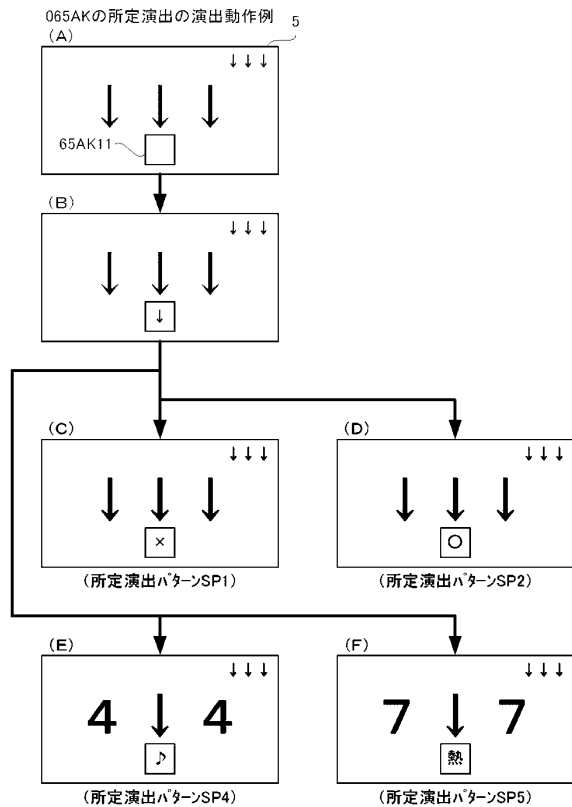 065AKの所定演出の演出動作例
(A)
5
↓↓↓
65AK11
(B)
↓↓↓
↓
(C)
↓↓↓
×
(所定演出パターンSP1)
(D)
↓↓↓
○
(所定演出パターンSP2)
(E)
↓↓↓
4 ↓ 4
♪
(所定演出パターンSP4)
(F)
↓↓↓
7 ↓ 7
熱
(所定演出パターンSP5)